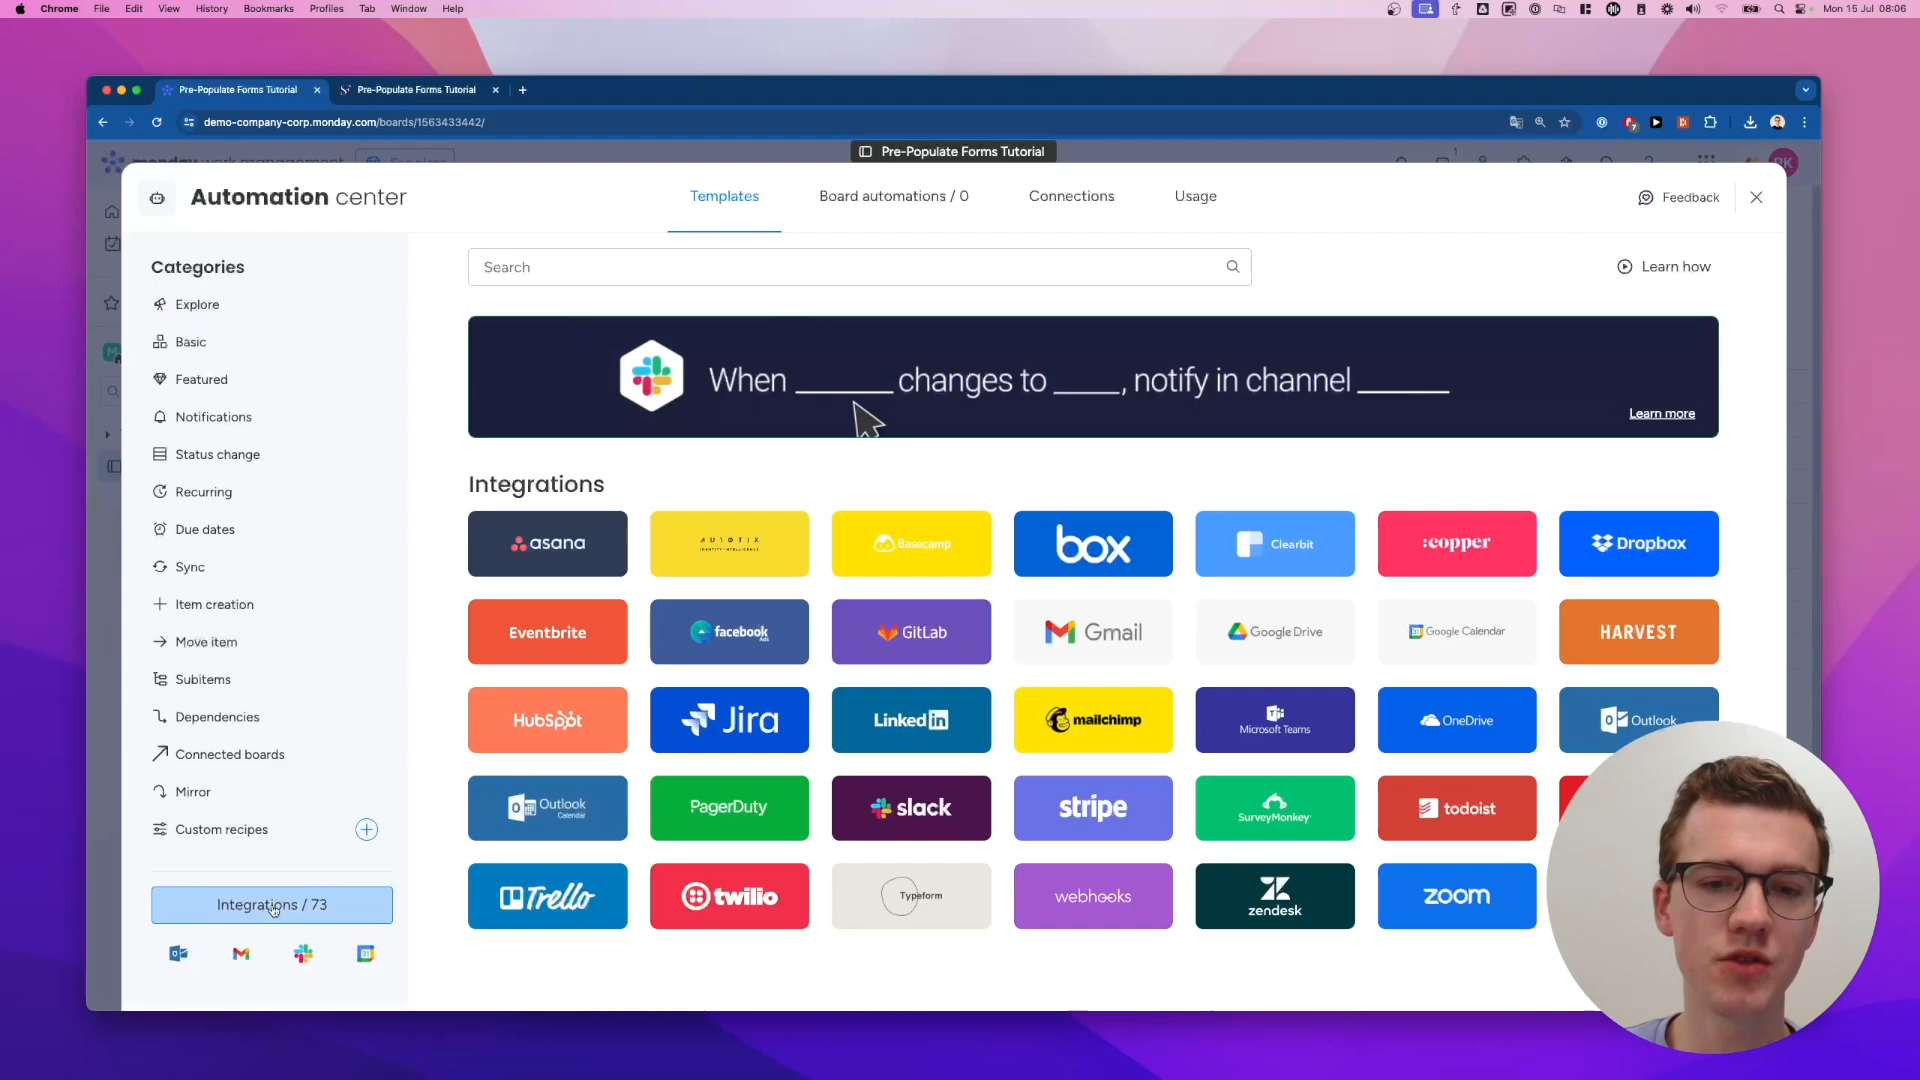 Chrome File Edit View History Bookmarks Profiles Tab Window Help
Mon 15 Jul 08:06
Pre-Populate Forms Tutorial
Pre-Populate Forms Tutorial
demo-company-corp.monday.com/boards/1563433442/
monday work management
See plans
Pre-Populate Forms Tutorial
Automation center
Templates
Board automations / 0
Connections
Usage
Feedback
Categories
Explore
Basic
Featured
Notifications
Status change
Recurring
Due dates
Sync
Item creation
Move item
Subitems
Dependencies
Connected boards
Mirror
Custom recipes
Integrations / 73
Search
Learn how
When ______ changes to ____, notify in channel ______
Learn more
Integrations
asana
AUTHTIX
IDENTITY INTELLIGENCE
Basecamp
box
Clearbit
:copper
Dropbox
Eventbrite
facebook
Ads
GitLab
Gmail
Google Drive
Google Calendar
HARVEST
HubSpot
Jira
Linked in
mailchimp
Microsoft Teams
OneDrive
Outlook
Outlook
Calendar
PagerDuty
slack
stripe
SurveyMonkey
todoist
Trello
twilio
Typeform
webhooks
zendesk
zoom